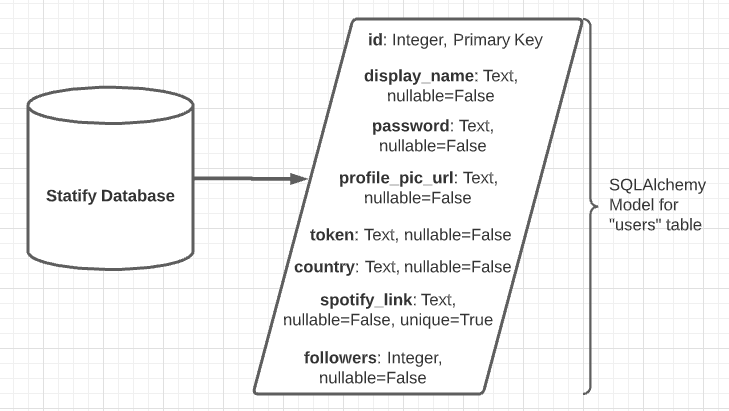 id: Integer, Primary Key
display_name: Text,
nullable=False
password: Text,
nullable=False
profile_pic_url: Text,
nullable=False
token: Text, nullable=False
country: Text, nullable=False
spotify_link: Text,
nullable=False, unique=True
followers: Integer,
nullable=False
Statify Database
SQLAlchemy
Model for
"users" table